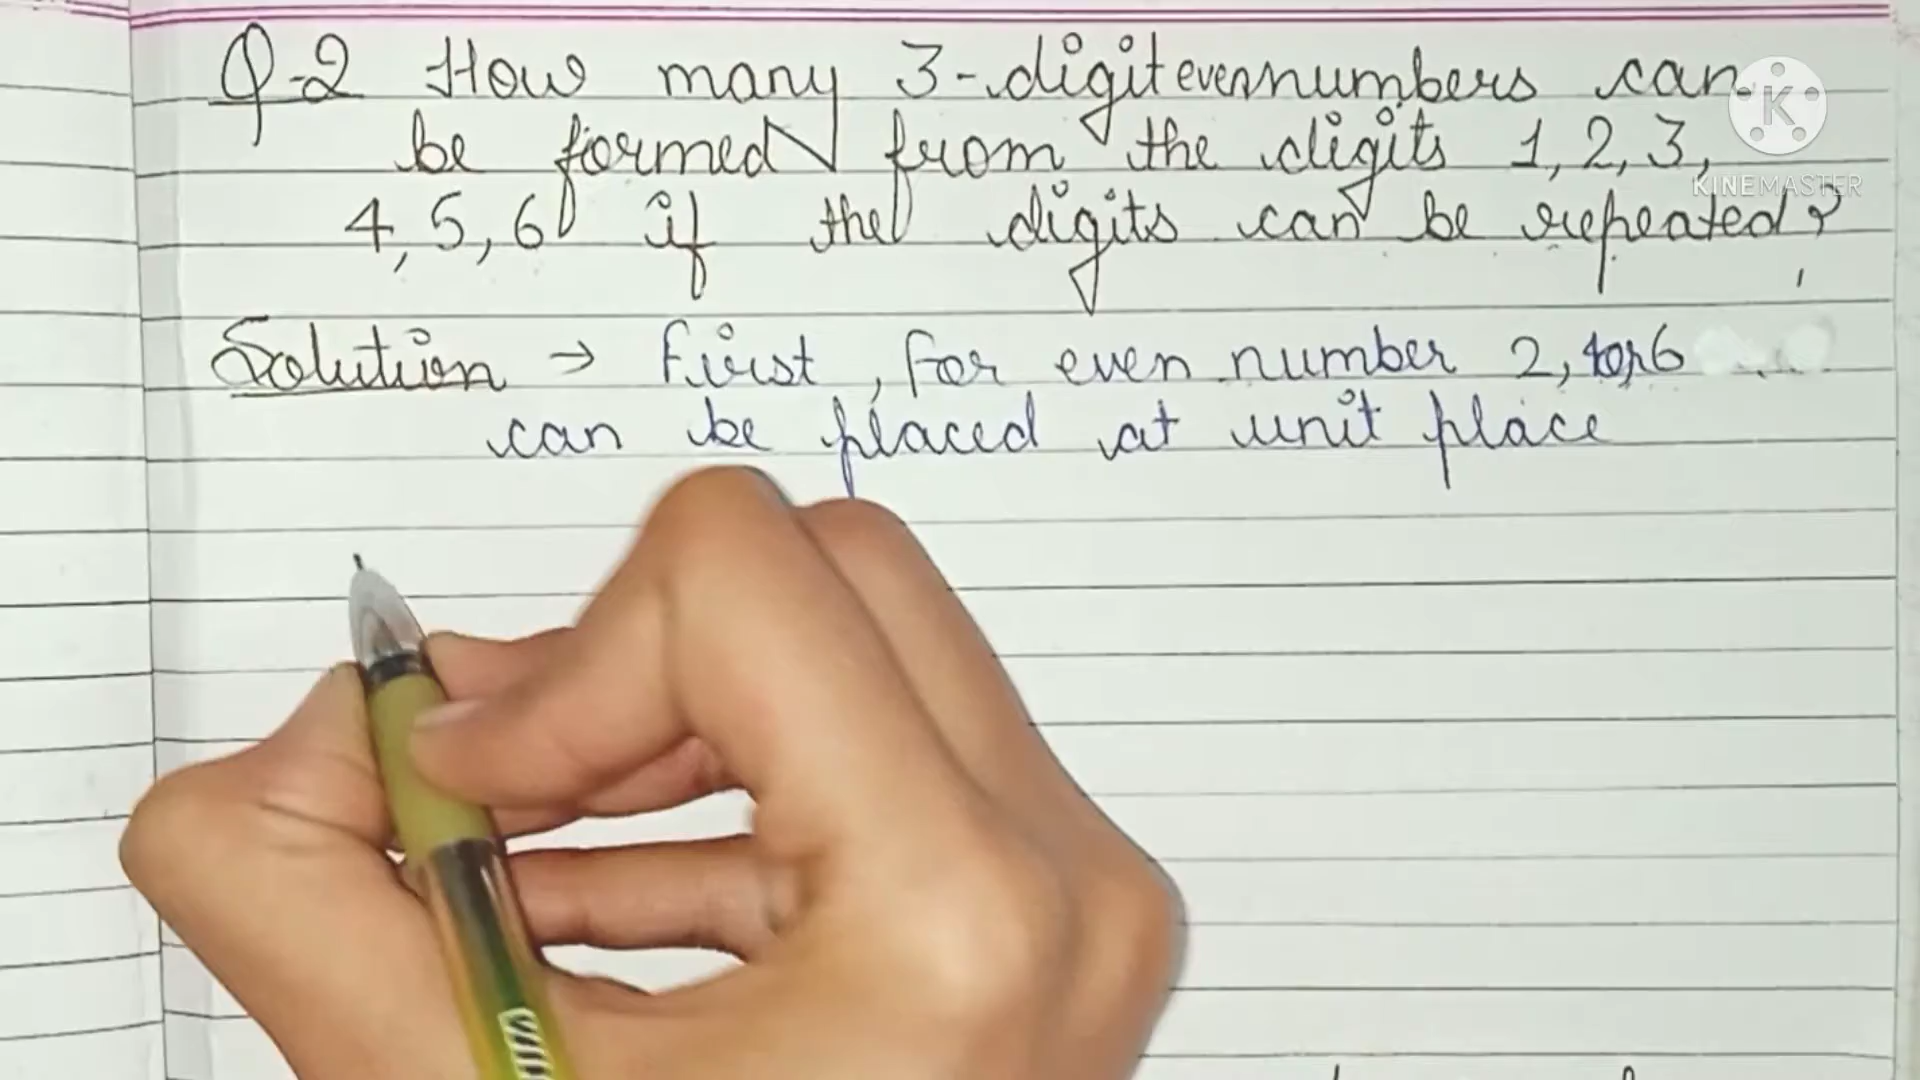 Q-2 How many 3-digit even numbers can
be formed from the digits 1, 2, 3,
4, 5, 6 if the digits can be repeated?
Solution → First, For even number 2, 4 or 6
can be placed at unit place
K
KINEMASTER